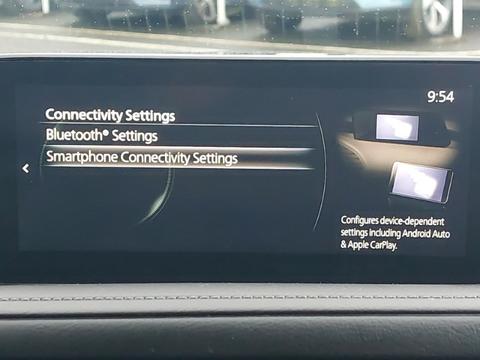 9:54
Connectivity Settings
Bluetooth® Settings
Smartphone Connectivity Settings
Configures device-dependent
settings including Android Auto
& Apple CarPlay.